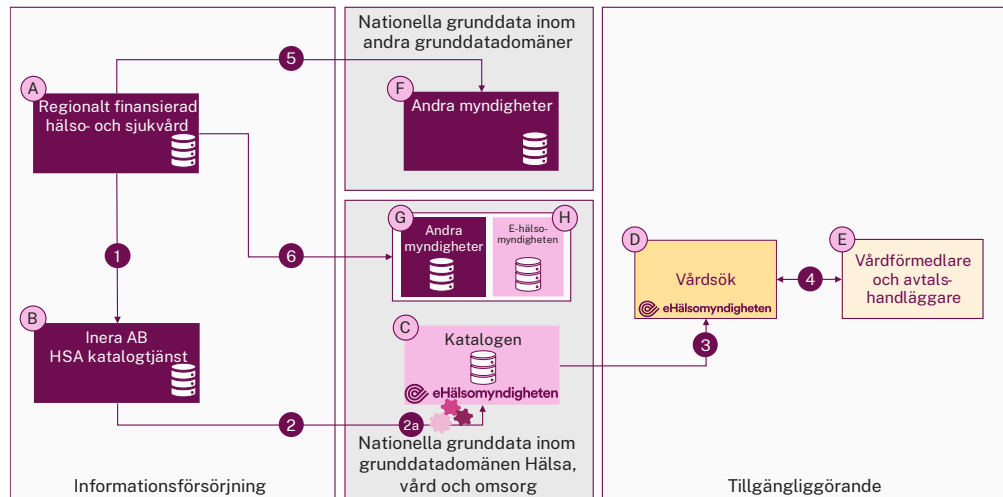 A
Regionalt finansierad
hälso- och sjukvård
1
B
Inera AB
HSA katalogtjänst
Informationsförsörjning
5
6
2
Nationella grunddata inom
andra grunddatadomäner
F
Andra myndigheter
G
Andra
myndigheter
H
E-hälso-
myndigheten
C
Katalogen
eHälsomyndigheten
2a
Nationella grunddata inom
grunddatadomänen Hälsa,
vård och omsorg
D
Vårdsök
eHälsomyndigheten
3
4
E
Vårdförmedlare
och avtals-
handläggare
Tillgängliggörande